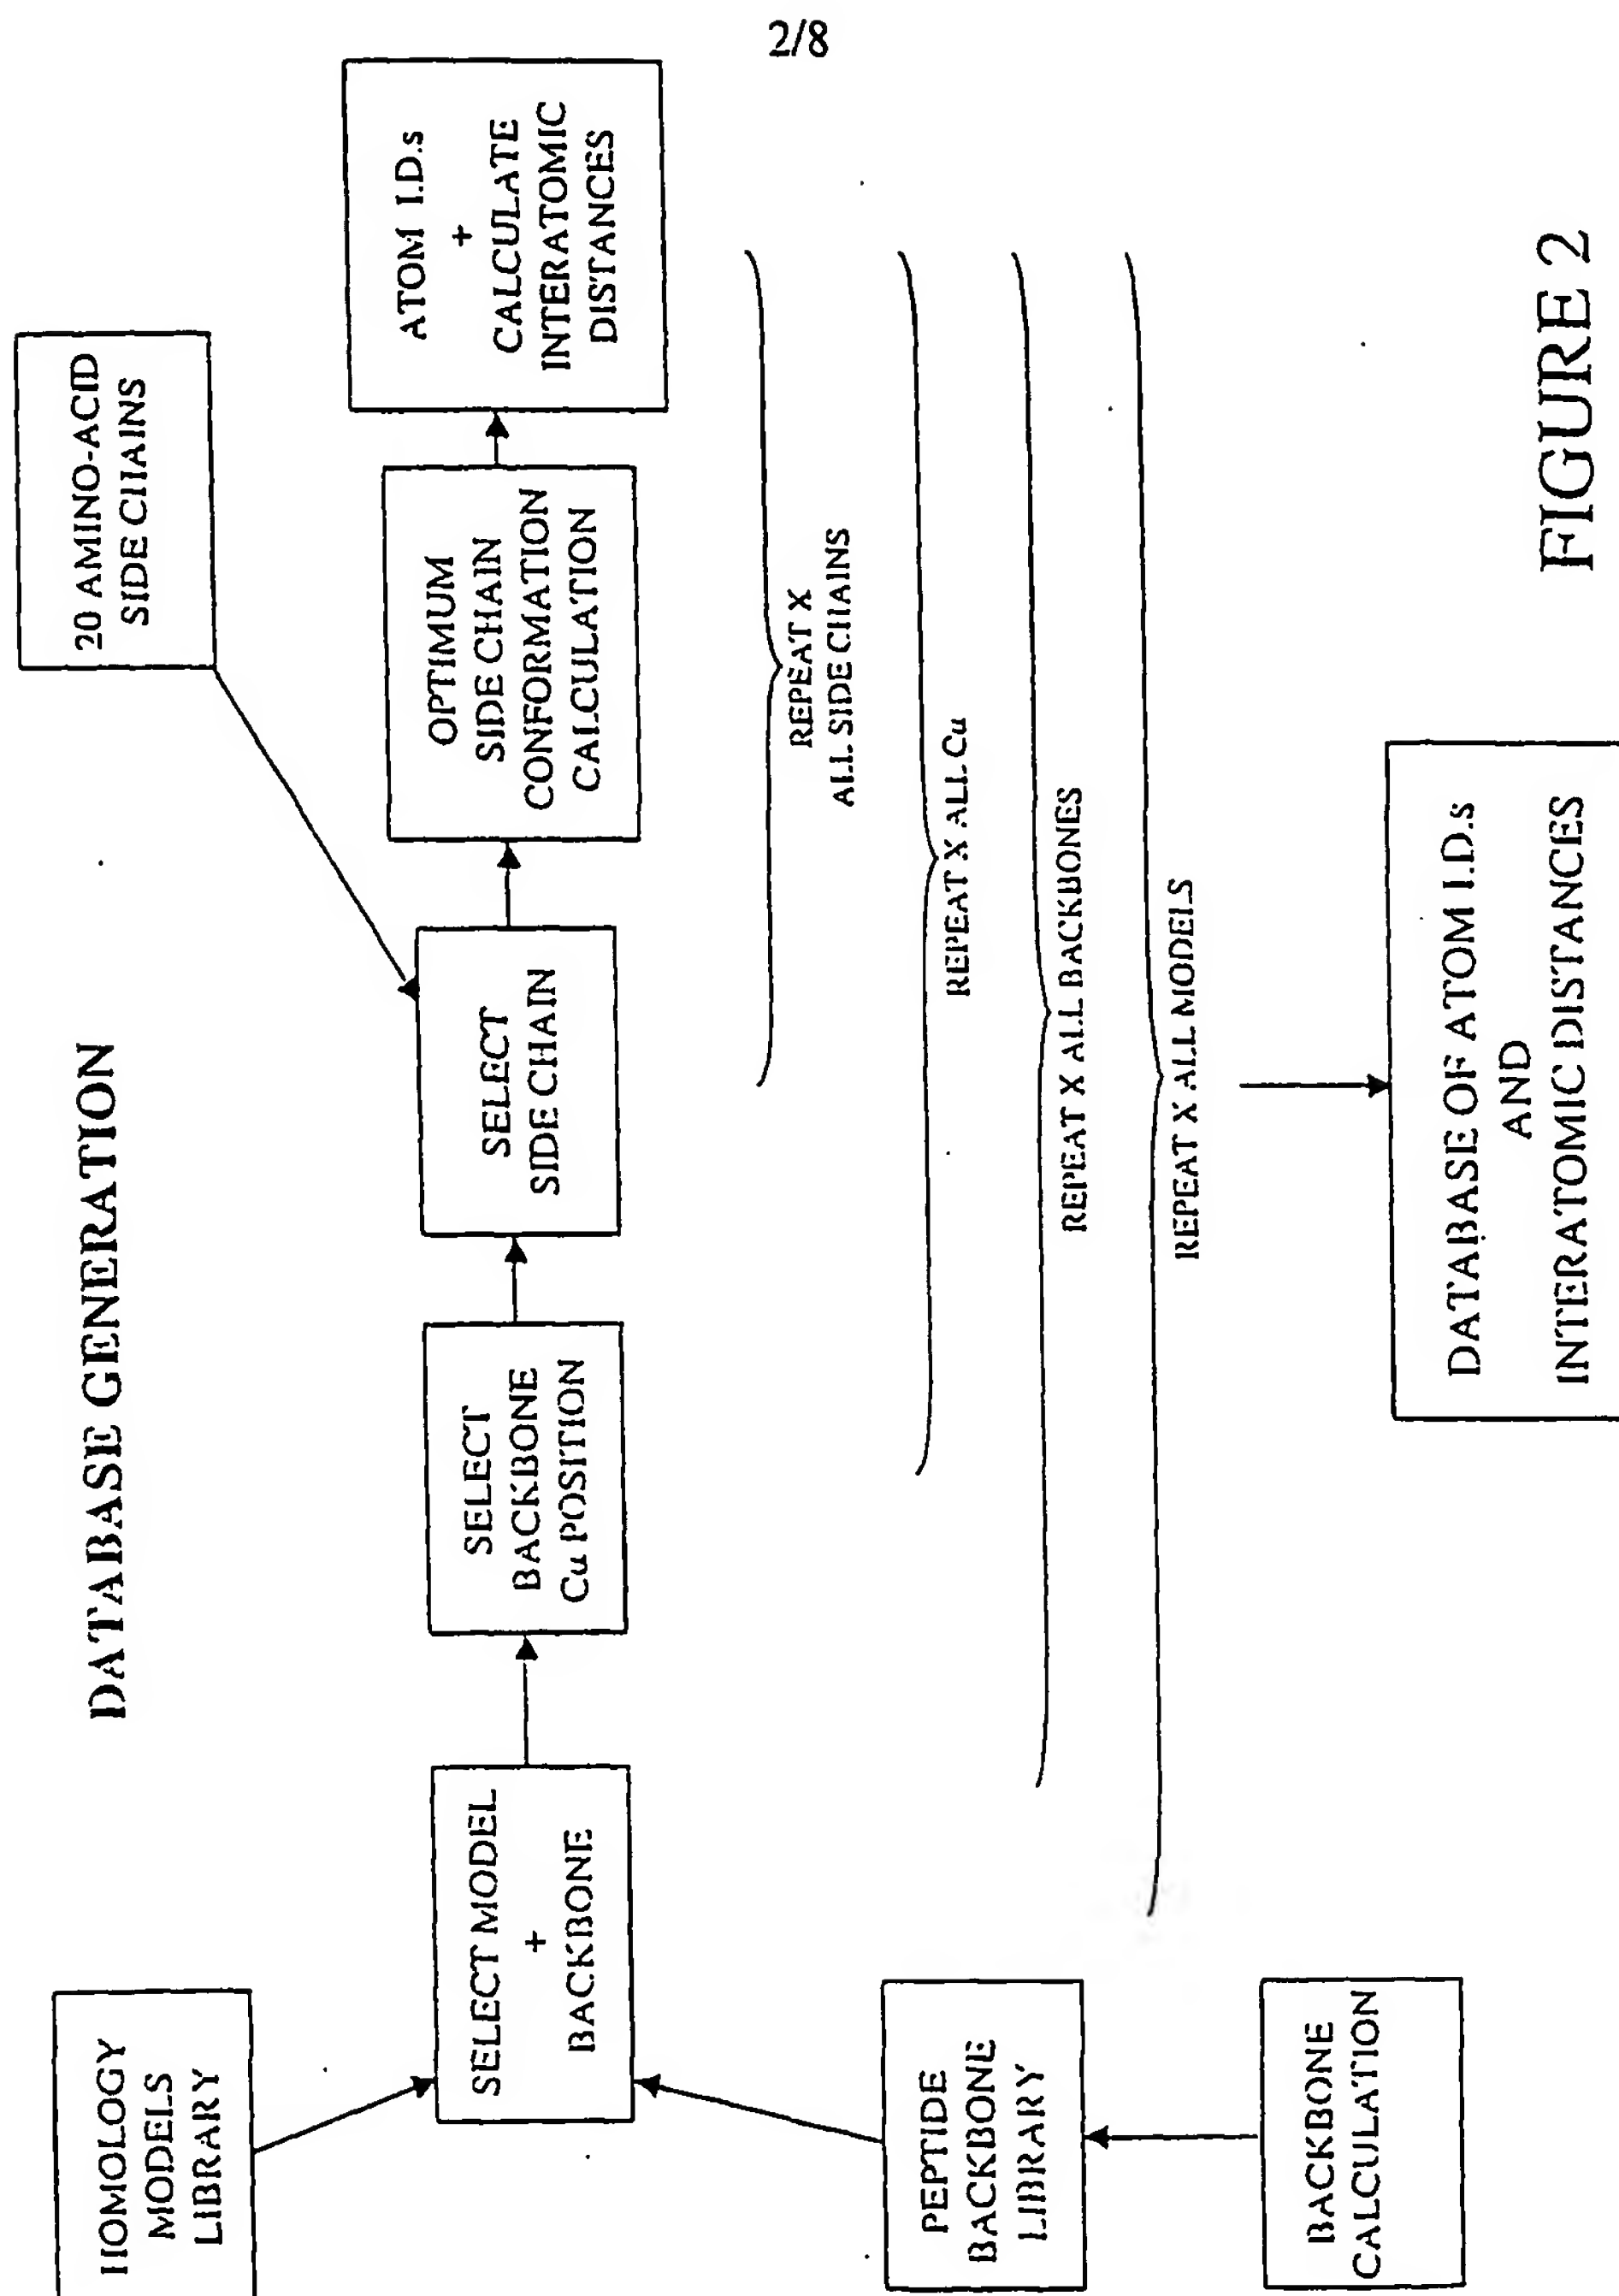 2/8
DATABASE GENERATION
HOMOLOGY
MODELS
LIBRARY
20 AMINO-ACID
SIDE CHAINS
SELECT MODEL
+
BACKBONE
SELECT
BACKBONE
Cα POSITION
SELECT
SIDE CHAIN
OPTIMUM
SIDE CHAIN
CONFORMATION
CALCULATION
ATOM I.D.s
+
CALCULATE
INTERATOMIC
DISTANCES
REPEAT X
ALL SIDE CHAINS
REPEAT X ALL Cα
REPEAT X ALL BACKBONES
REPEAT X ALL MODELS
PEPTIDE
BACKBONE
LIBRARY
BACKBONE
CALCULATION
DATABASE OF ATOM I.D.s
AND
INTERATOMIC DISTANCES
FIGURE 2